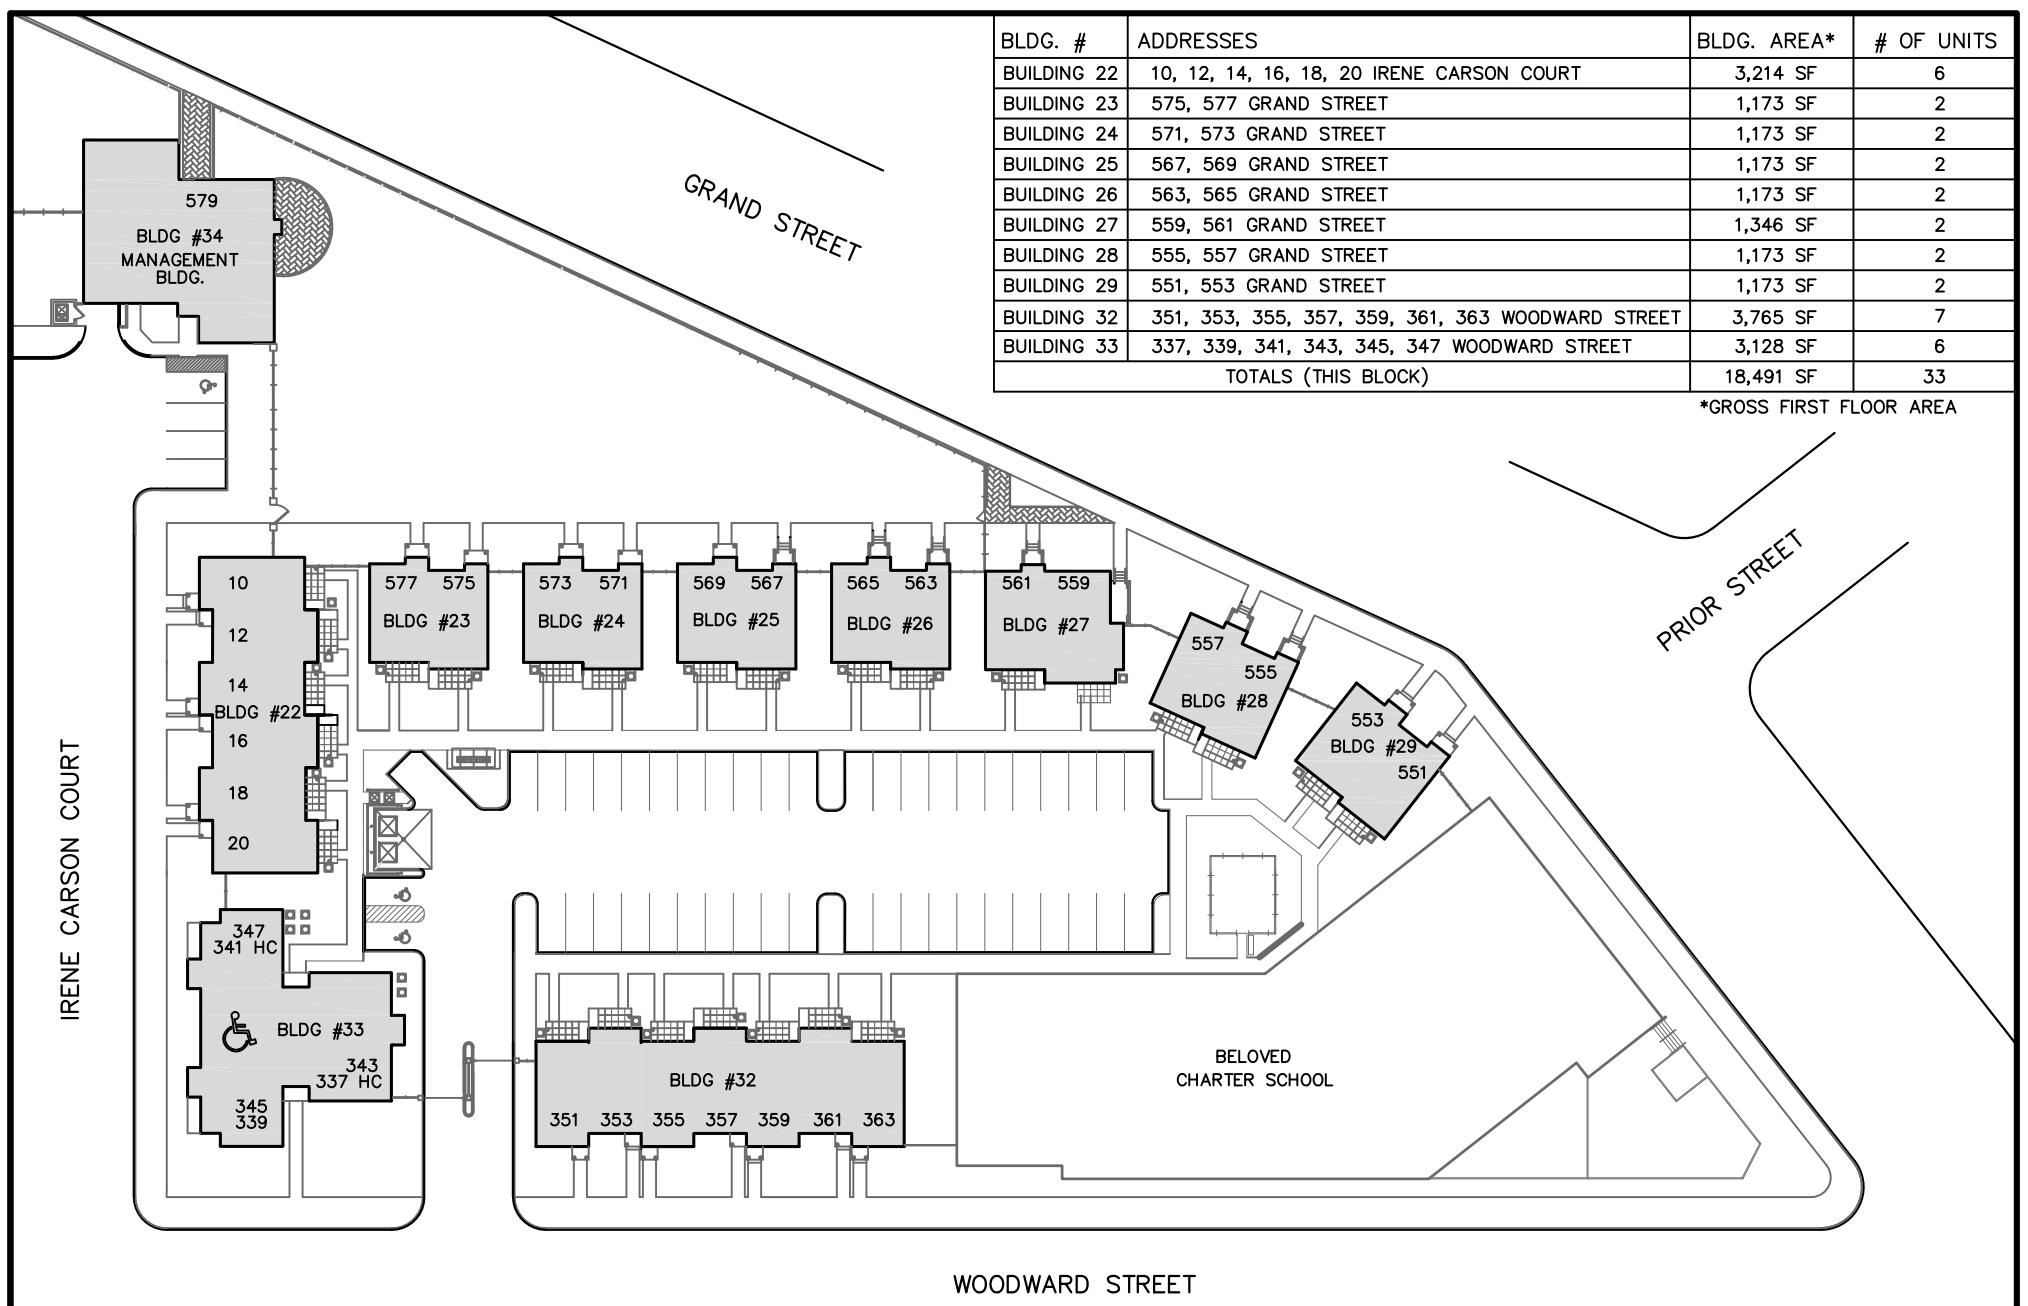 BLDG. # ADDRESSES BLDG. AREA* # OF UNITS
BUILDING 22 10, 12, 14, 16, 18, 20 IRENE CARSON COURT 3,214 SF 6
BUILDING 23 575, 577 GRAND STREET 1,173 SF 2
BUILDING 24 571, 573 GRAND STREET 1,173 SF 2
BUILDING 25 567, 569 GRAND STREET 1,173 SF 2
BUILDING 26 563, 565 GRAND STREET 1,173 SF 2
BUILDING 27 559, 561 GRAND STREET 1,346 SF 2
BUILDING 28 555, 557 GRAND STREET 1,173 SF 2
BUILDING 29 551, 553 GRAND STREET 1,173 SF 2
BUILDING 32 351, 353, 355, 357, 359, 361, 363 WOODWARD STREET 3,765 SF 7
BUILDING 33 337, 339, 341, 343, 345, 347 WOODWARD STREET 3,128 SF 6
TOTALS (THIS BLOCK) 18,491 SF 33
*GROSS FIRST FLOOR AREA
GRAND STREET
579
BLDG #34
MANAGEMENT
BLDG.
PRIOR STREET
10
12
14
BLDG #22
16
18
20
577 575
BLDG #23
573 571
BLDG #24
569 567
BLDG #25
565 563
BLDG #26
561 559
BLDG #27
557
555
BLDG #28
553
BLDG #29
551
IRENE CARSON COURT
347
341 HC
BLDG #33
343
337 HC
345
339
BLDG #32
351 353 355 357 359 361 363
BELOVED
CHARTER SCHOOL
WOODWARD STREET